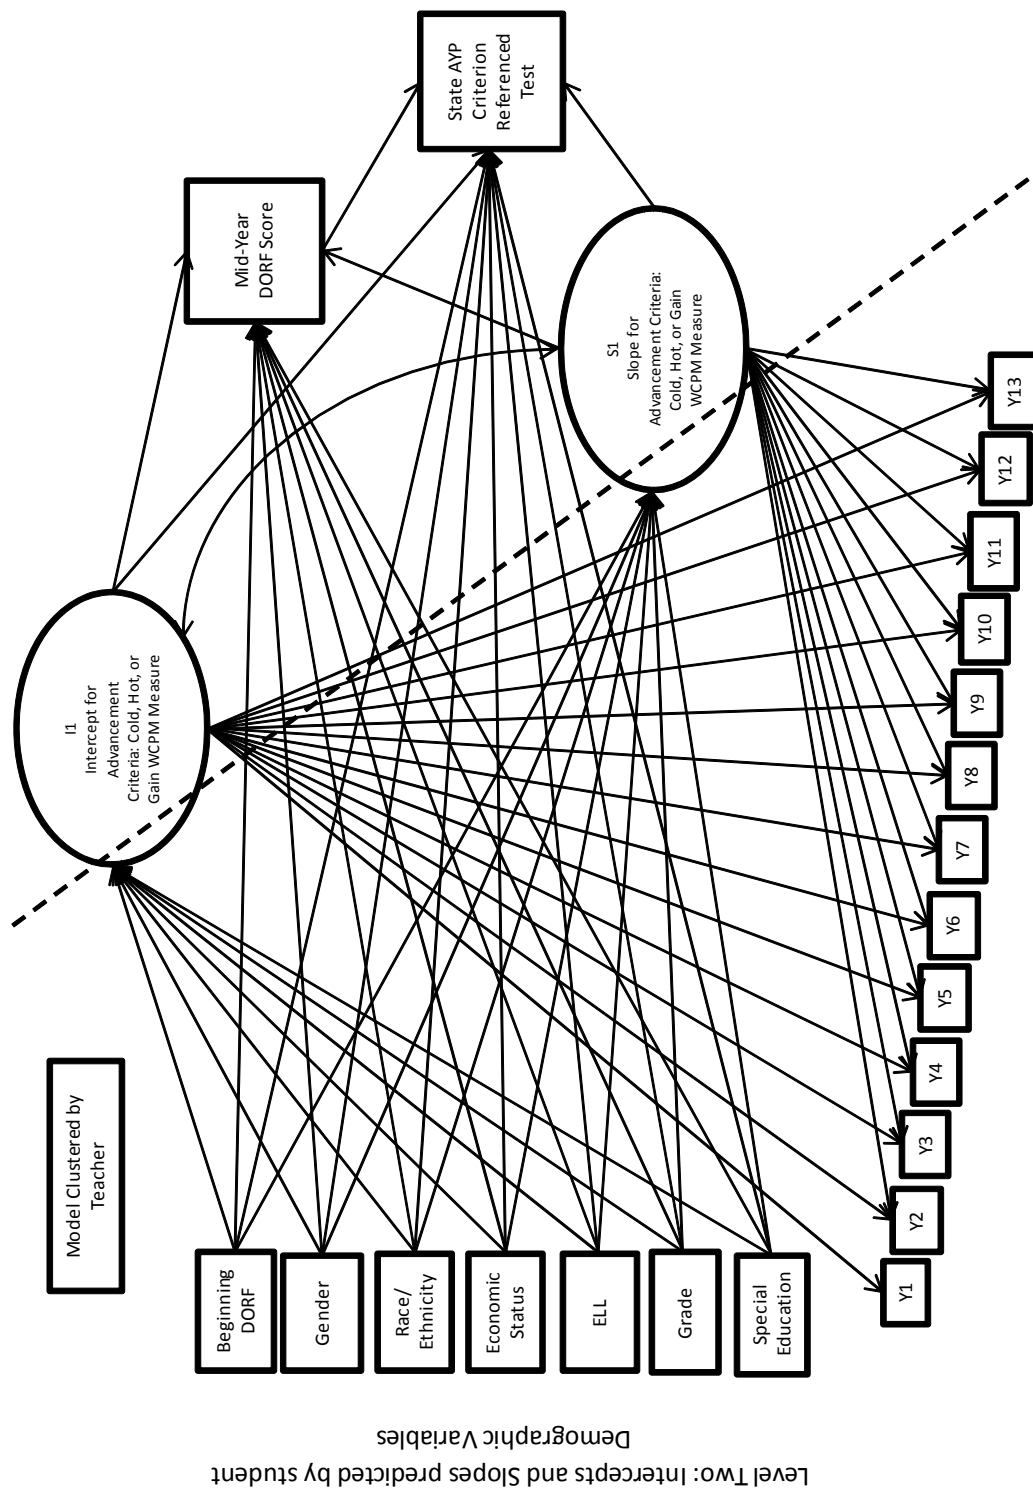 Model Clustered by
Teacher
I1
Intercept for
Advancement
Criteria: Cold, Hot, or
Gain WCPM Measure
Mid-Year
DORF Score
State AYP
Criterion
Referenced
Test
S1
Slope for
Advancement Criteria:
Cold, Hot, or Gain
WCPM Measure
Beginning
DORF
Gender
Race/
Ethnicity
Economic
Status
ELL
Grade
Special
Education
Y1
Y2
Y3
Y4
Y5
Y6
Y7
Y8
Y9
Y10
Y11
Y12
Y13
Level Two: Intercepts and Slopes predicted by student
Demographic Variables